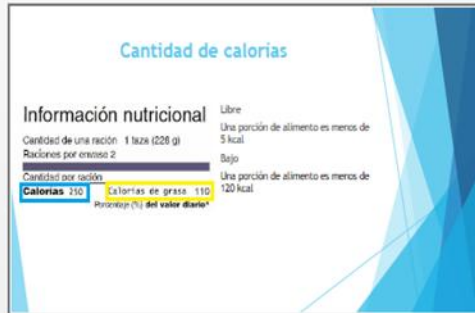 Cantidad de calorías
Información nutricional
Cantidad de una ración 1 taza (228 g)
Raciones por envase 2
Cantidad por ración
Calorías 250 Calorías de grasa 110
Porcentaje (%) del valor diario*
Libre
Una porción de alimento es menos de
5 kcal
Bajo
Una porción de alimento es menos de
120 kcal